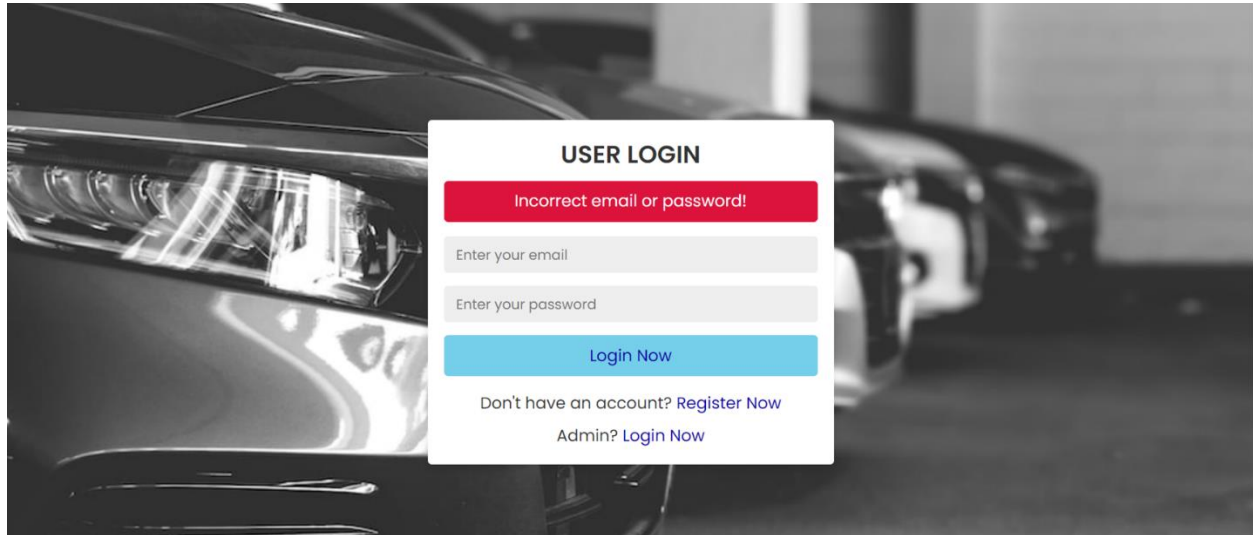 USER LOGIN
Incorrect email or password!
Enter your email
Enter your password
Login Now
Don't have an account? Register Now
Admin? Login Now